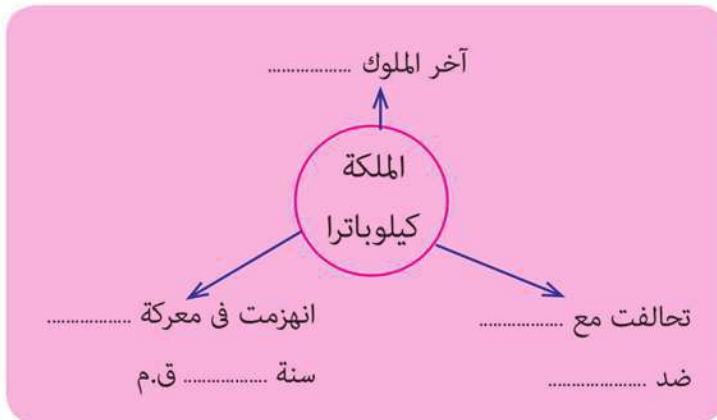 آخر الملوك ..................
الملكة
كيلوباترا
تحالفت مع ..................
ضد .....................
انهزمت فى معركة ..................
سنة .................. ق.م